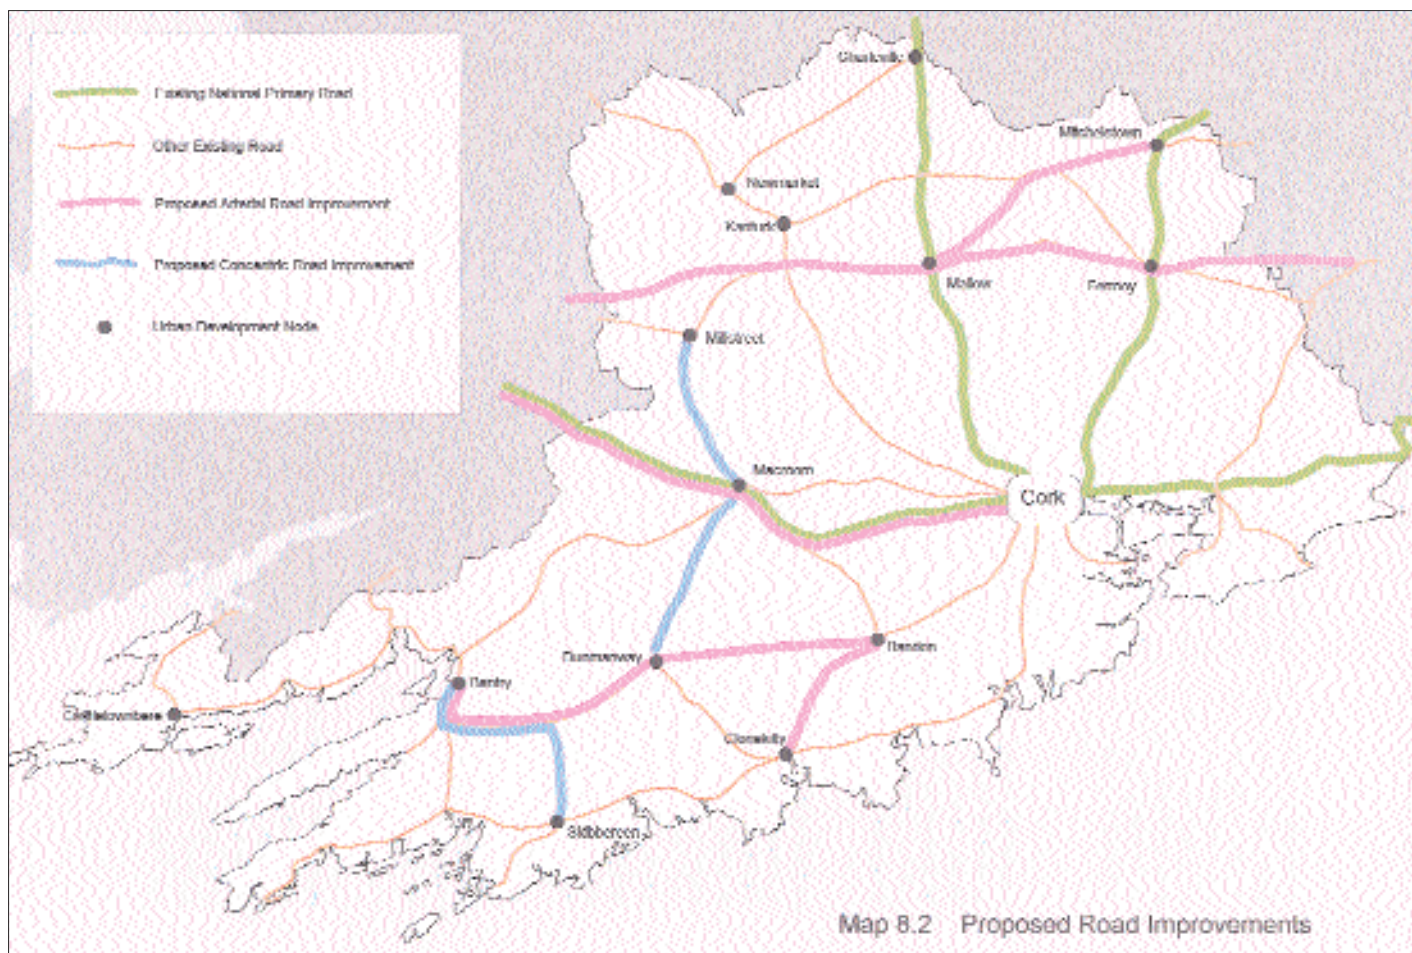 Existing National Primary Road
Other Existing Road
Proposed Arterial Road Improvement
Proposed Concentric Road Improvement
Urban Development Node
Charleville
Mitchelstown
Newmarket
Kanturk
Mallow
Fermoy
Millstreet
Macroom
Cork
Dunmanway
Bandon
Bantry
Castletownbere
Clonakilty
Skibbereen
Map 8.2 Proposed Road Improvements